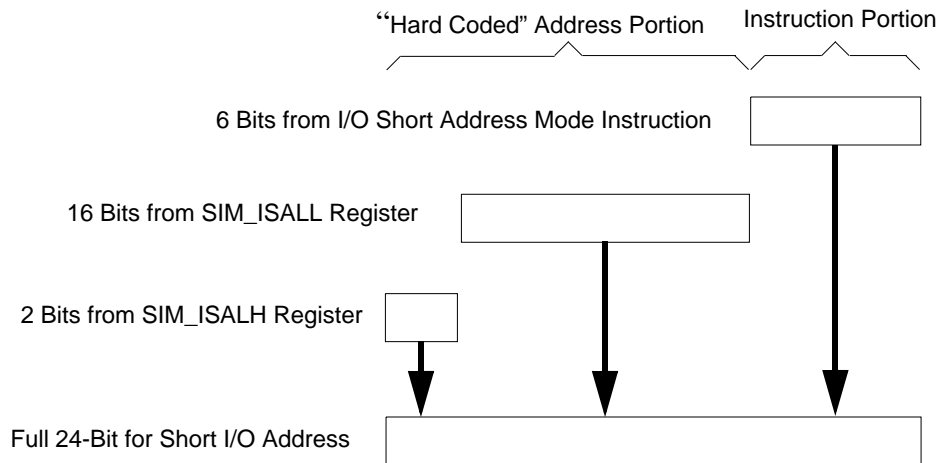 “Hard Coded” Address Portion
Instruction Portion
6 Bits from I/O Short Address Mode Instruction
16 Bits from SIM_ISALL Register
2 Bits from SIM_ISALH Register
Full 24-Bit for Short I/O Address